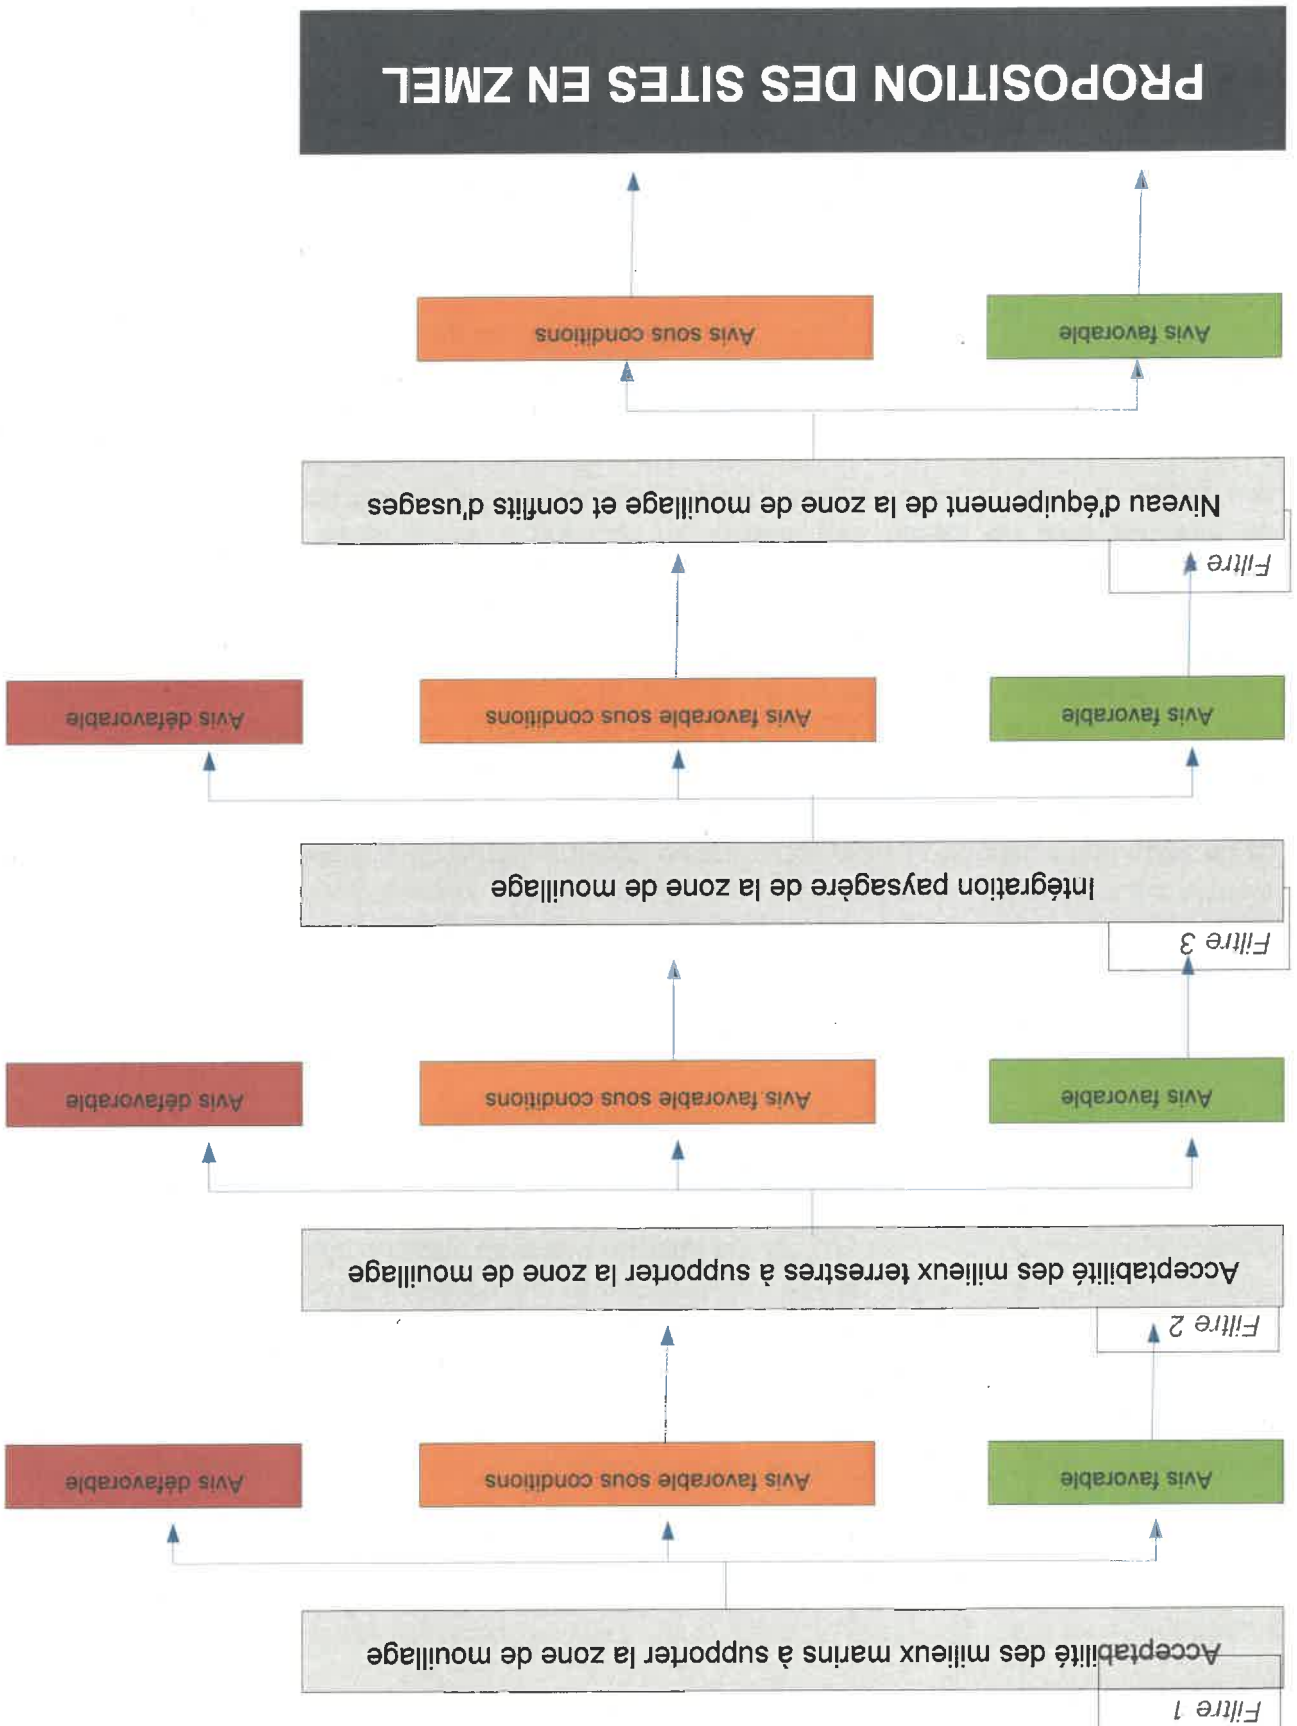 Filtre 1
Acceptabilité des milieux marins à supporter la zone de mouillage
Avis favorable
Avis favorable sous conditions
Avis défavorable
Filtre 2
Acceptabilité des milieux terrestres à supporter la zone de mouillage
Avis favorable
Avis favorable sous conditions
Avis défavorable
Filtre 3
Intégration paysagère de la zone de mouillage
Avis favorable
Avis favorable sous conditions
Avis défavorable
Filtre
Niveau d'équipement de la zone de mouillage et conflits d'usages
Avis favorable
Avis sous conditions
PROPOSITION DES SITES EN ZMEL